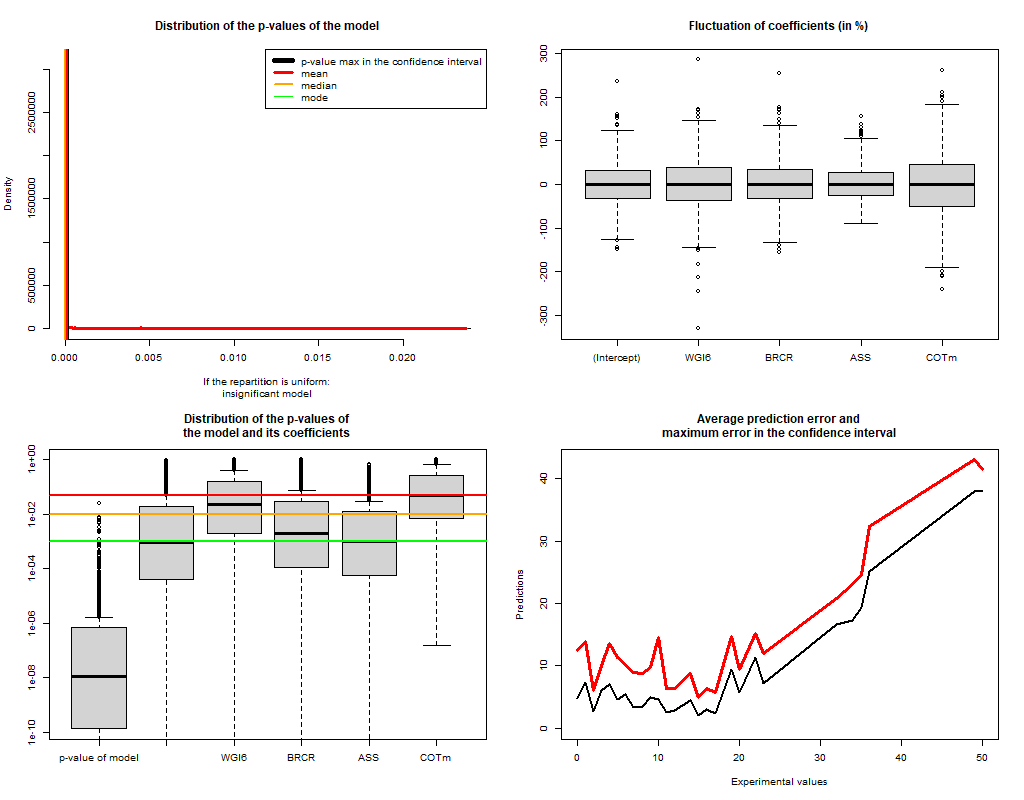 Distribution of the p-values of the model
p-value max in the confidence interval
mean
median
mode
Density
0
500000
1500000
2500000
0.000
0.005
0.010
0.015
0.020
If the repartition is uniform:
insignificant model
Fluctuation of coefficients (in %)
300
200
100
0
-100
-200
-300
(Intercept)
WGI6
BRCR
ASS
COTm
Distribution of the p-values of
the model and its coefficients
1e+00
1e-02
1e-04
1e-06
1e-08
1e-10
p-value of model
WGI6
BRCR
ASS
COTm
Average prediction error and
maximum error in the confidence interval
Predictions
40
30
20
10
0
0
10
20
30
40
50
Experimental values